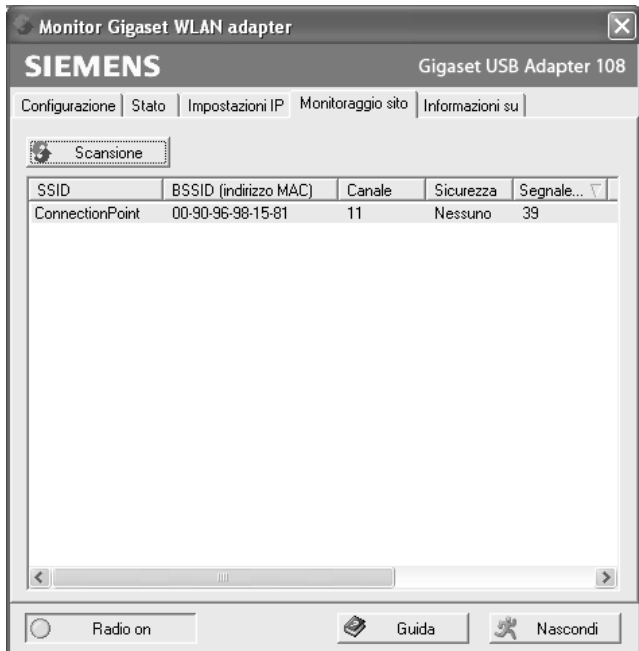 Monitor Gigaset WLAN adapter
SIEMENS Gigaset USB Adapter 108
Configurazione Stato Impostazioni IP Monitoraggio sito Informazioni su
Scansione
SSID BSSID (indirizzo MAC) Canale Sicurezza Segnale...
ConnectionPoint 00-90-96-98-15-81 11 Nessuno 39
Radio on Guida Nascondi